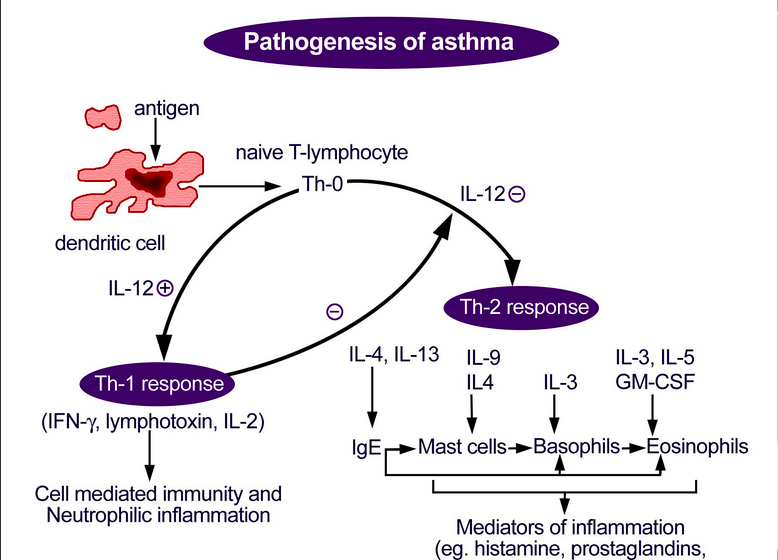 Pathogenesis of asthma
antigen
naive T-lymphocyte
Th-0
IL-12⊖
dendritic cell
IL-12⊕
Th-2 response
⊖
IL-4, IL-13
IL-9
IL4
IL-3
IL-3, IL-5
GM-CSF
Th-1 response
(IFN-γ, lymphotoxin, IL-2)
IgE
Mast cells
Basophils
Eosinophils
Cell mediated immunity and
Neutrophilic inflammation
Mediators of inflammation
(eg. histamine, prostaglandins,